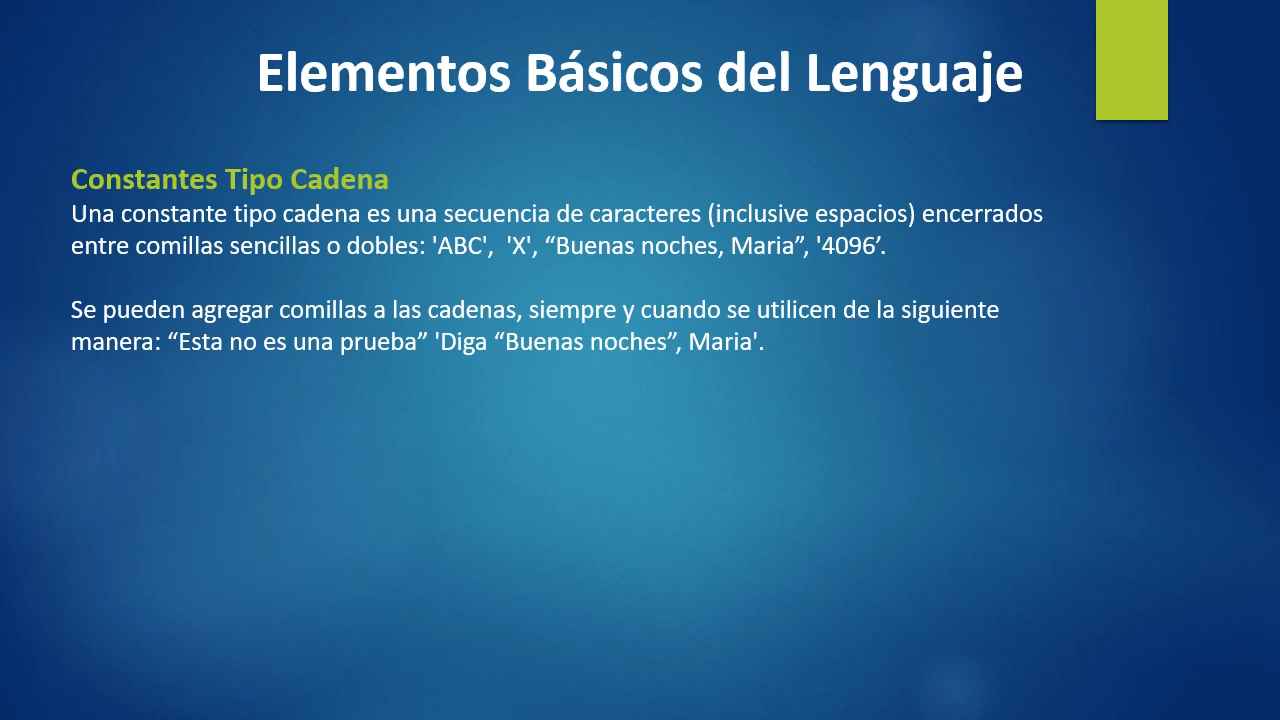 Elementos Básicos del Lenguaje
Constantes Tipo Cadena
Una constante tipo cadena es una secuencia de caracteres (inclusive espacios) encerrados
entre comillas sencillas o dobles: 'ABC',  'X', “Buenas noches, Maria”, '4096’.
Se pueden agregar comillas a las cadenas, siempre y cuando se utilicen de la siguiente
manera: “Esta no es una prueba” 'Diga “Buenas noches”, Maria'.